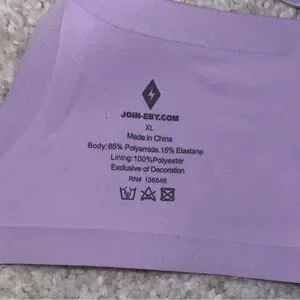 JOIN-EBY.COM
XL
Made in China
Body:85% Polyamide.15% Elastane
Lining:100%Polyester
Exclusive of Decoration
RN# 136846